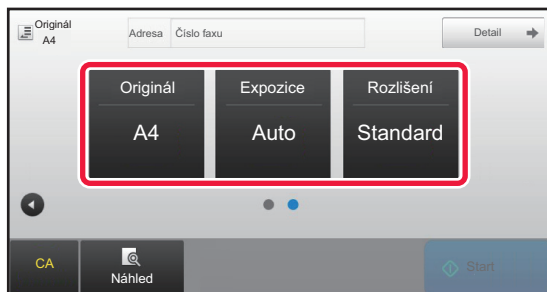 Originál
A4
Adresa
Číslo faxu
Detail
Originál
A4
Expozice
Auto
Rozlišení
Standard
CA
Náhled
Start